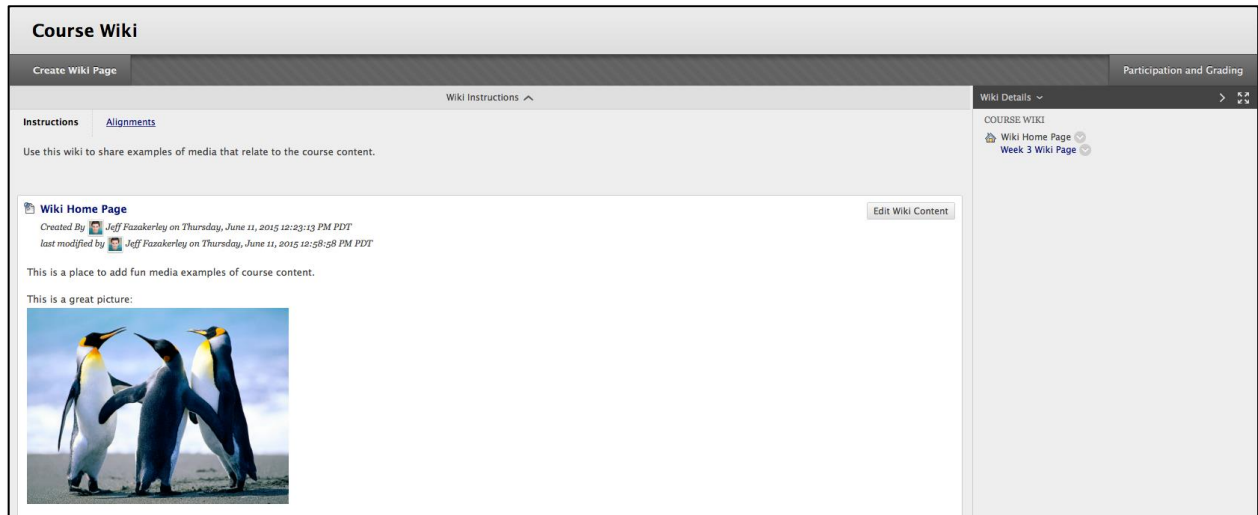 Course Wiki
Create Wiki Page
Participation and Grading
Wiki Instructions
Wiki Details
Instructions
Alignments
COURSE WIKI
Wiki Home Page
Week 3 Wiki Page
Use this wiki to share examples of media that relate to the course content.
Wiki Home Page
Edit Wiki Content
Created By Jeff Fazakerley on Thursday, June 11, 2015 12:23:13 PM PDT
last modified by Jeff Fazakerley on Thursday, June 11, 2015 12:58:58 PM PDT
This is a place to add fun media examples of course content.
This is a great picture: